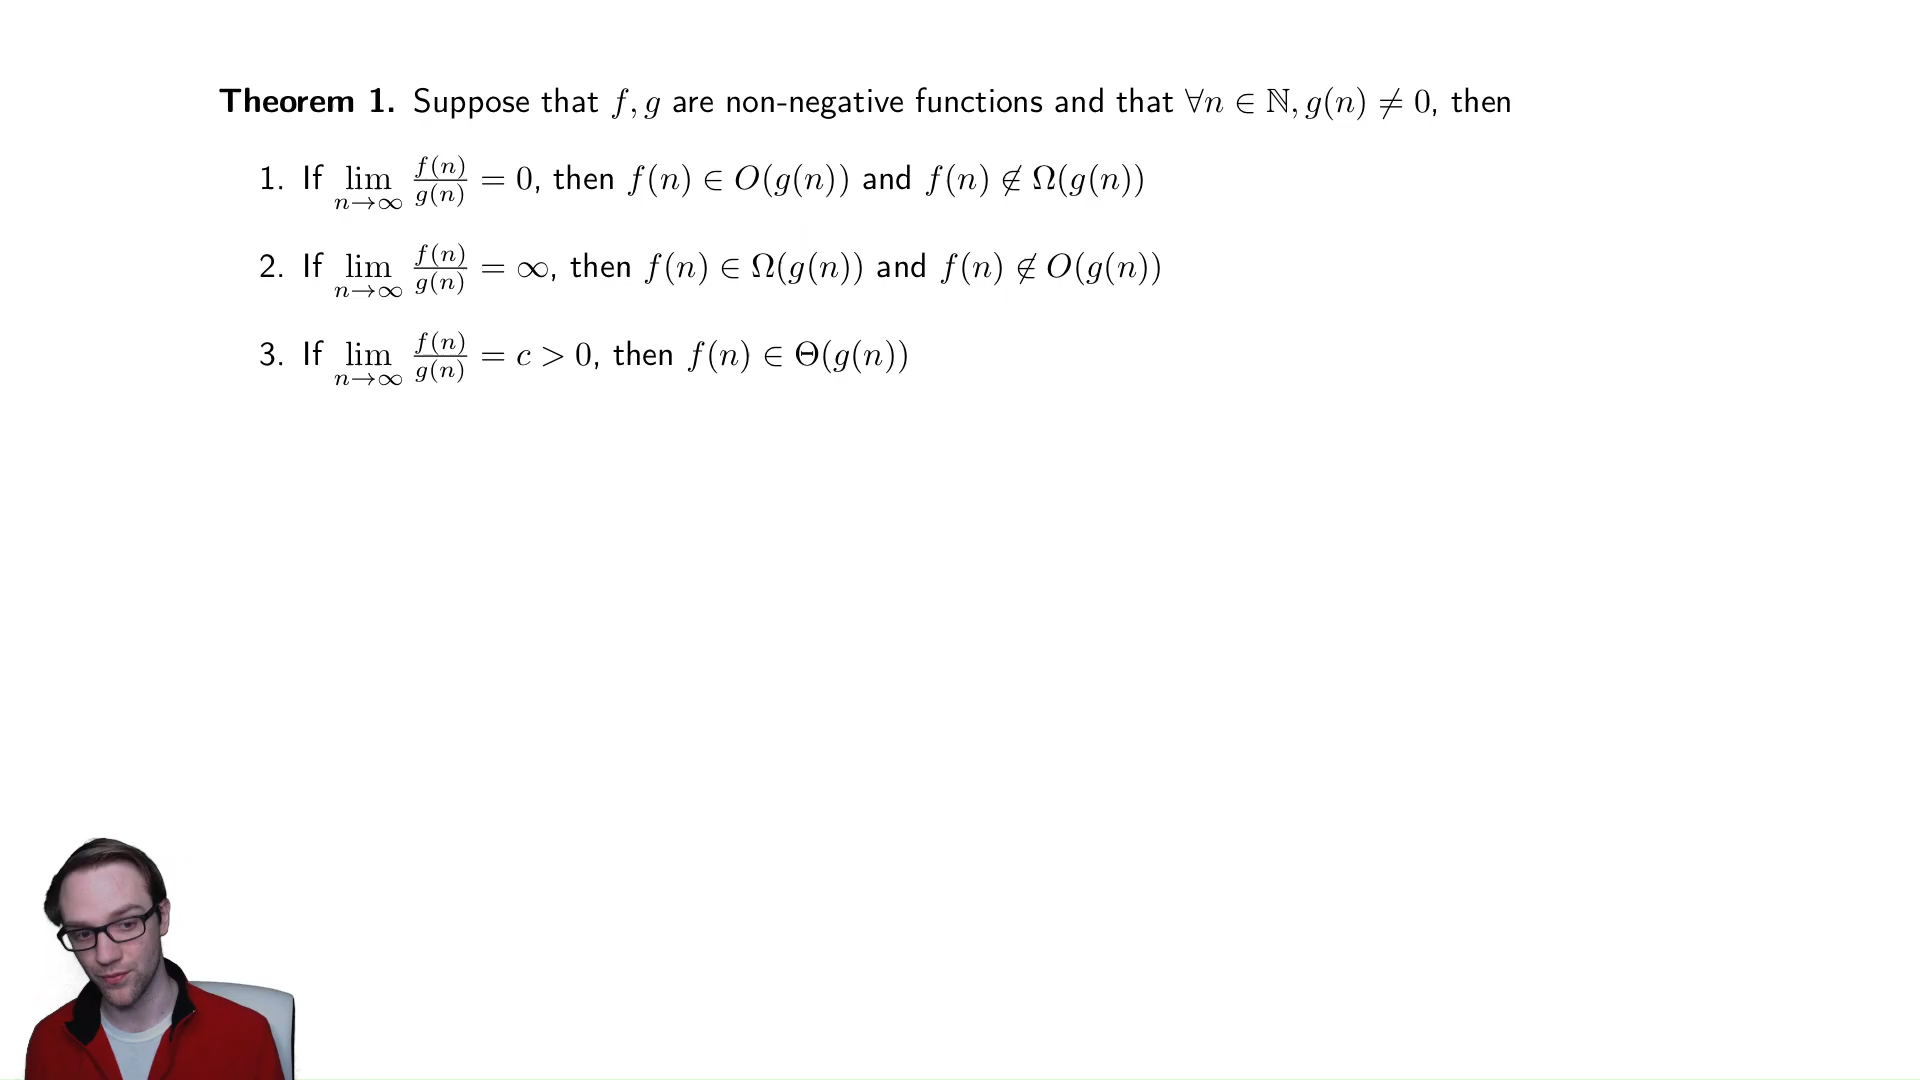 Theorem 1. Suppose that f, g are non-negative functions and that ∀n ∈ ℕ, g(n) ≠ 0, then
1. If lim_{n→∞} f(n)/g(n) = 0, then f(n) ∈ O(g(n)) and f(n) ∉ Ω(g(n))
2. If lim_{n→∞} f(n)/g(n) = ∞, then f(n) ∈ Ω(g(n)) and f(n) ∉ O(g(n))
3. If lim_{n→∞} f(n)/g(n) = c > 0, then f(n) ∈ Θ(g(n))